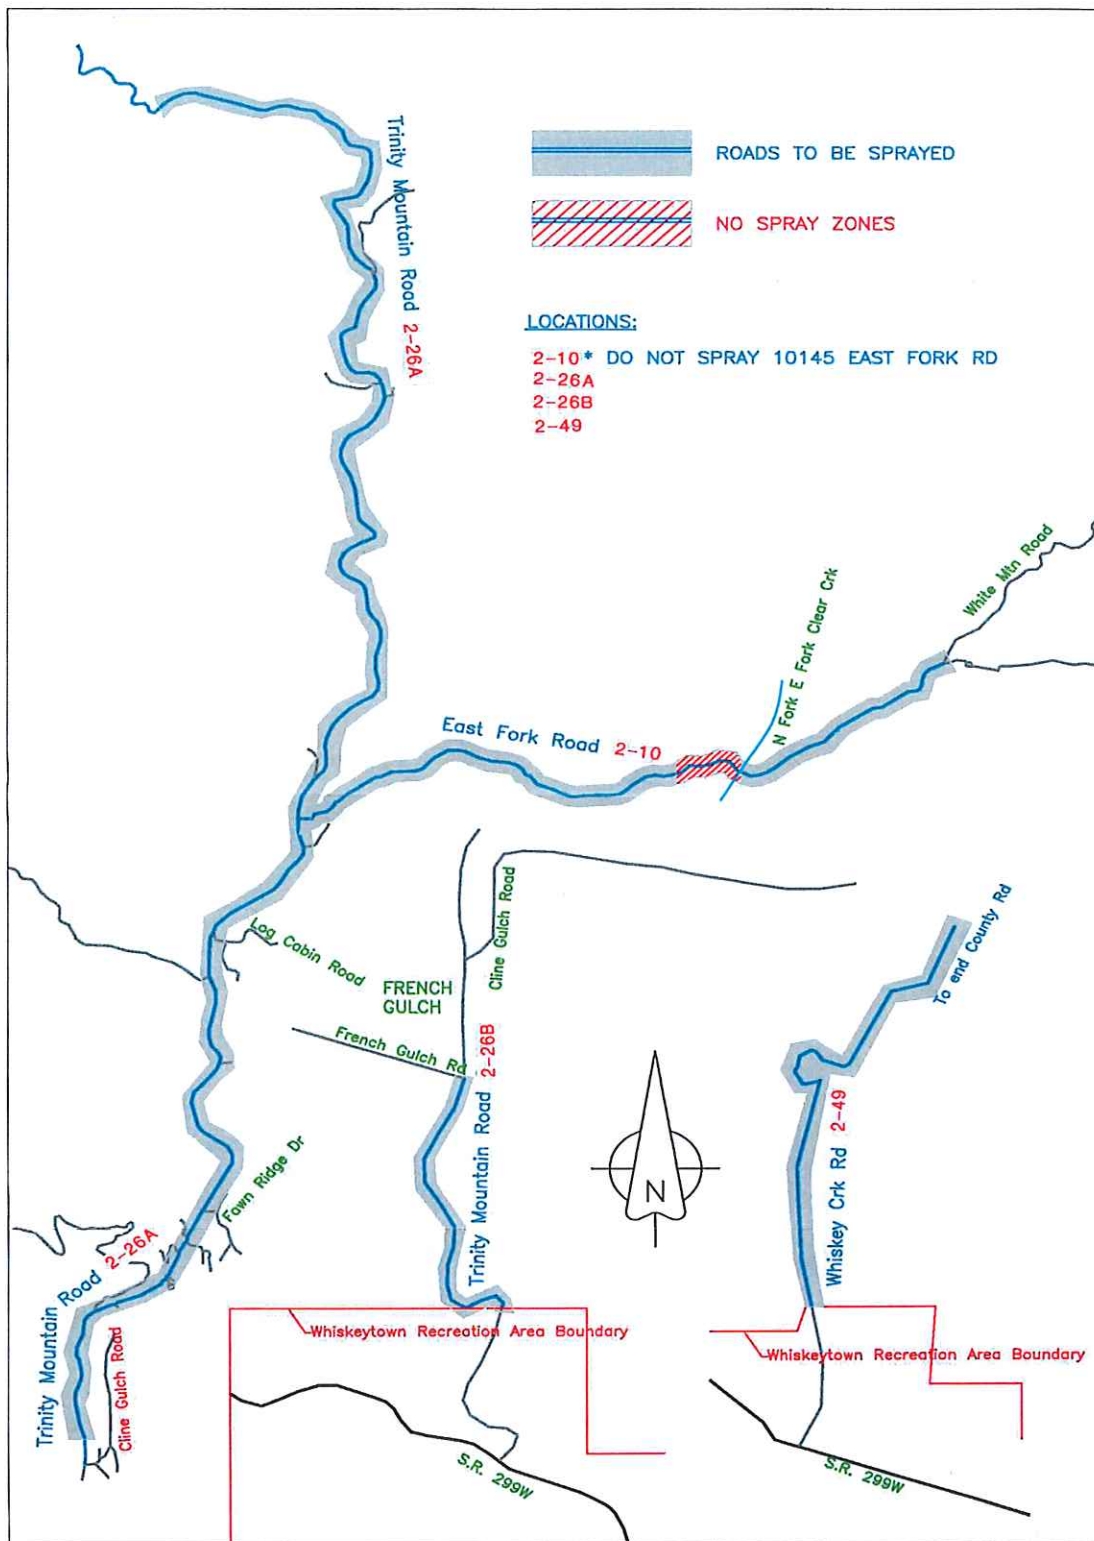 Trinity Mountain Road 2-26A
ROADS TO BE SPRAYED
NO SPRAY ZONES
LOCATIONS:
2-10* DO NOT SPRAY 10145 EAST FORK RD
2-26A
2-26B
2-49
White Mtn Road
N Fork E Fork Clear Crk
East Fork Road 2-10
Log Cabin Road
FRENCH
GULCH
Cline Gulch Road
French Gulch Rd
Trinity Mountain Road 2-26B
To end County Rd
Whiskey Crk Rd 2-49
N
Fawn Ridge Dr
Trinity Mountain Road 2-26A
Cline Gulch Road
Whiskeytown Recreation Area Boundary
Whiskeytown Recreation Area Boundary
S.R. 299W
S.R. 299W